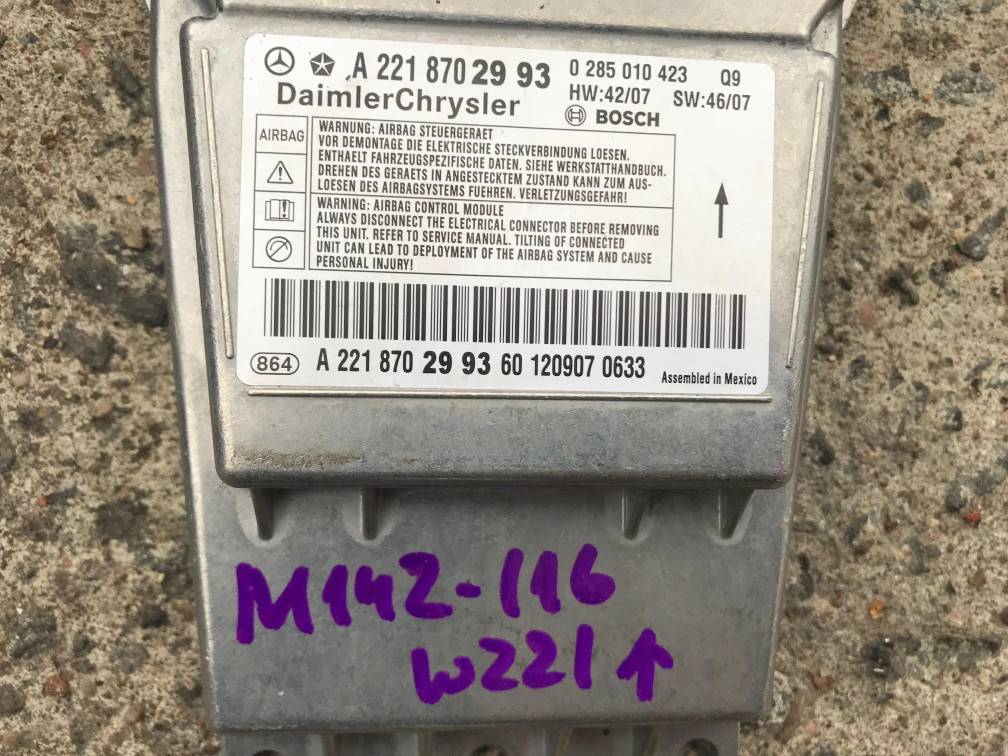 A 221 870 29 93 0 285 010 423 Q9
DaimlerChrysler HW:42/07 SW:46/07
BOSCH
AIRBAG
WARNUNG: AIRBAG STEUERGERAET
VOR DEMONTAGE DIE ELEKTRISCHE STECKVERBINDUNG LOESEN.
ENTHAELT FAHRZEUGSPEZIFISCHE DATEN. SIEHE WERKSTATTHANDBUCH.
DREHEN DES GERAETS IN ANGESTECKTEM ZUSTAND KANN ZUM AUS-
LOESEN DES AIRBAGSYSTEMS FUEHREN. VERLETZUNGSGEFAHR!
WARNING: AIRBAG CONTROL MODULE
ALWAYS DISCONNECT THE ELECTRICAL CONNECTOR BEFORE REMOVING
THIS UNIT. REFER TO SERVICE MANUAL. TILTING OF CONNECTED
UNIT CAN LEAD TO DEPLOYMENT OF THE AIRBAG SYSTEM AND CAUSE
PERSONAL INJURY!
864 A 221 870 29 93 60 120907 0633 Assembled in Mexico
M142-116
W221 ↑